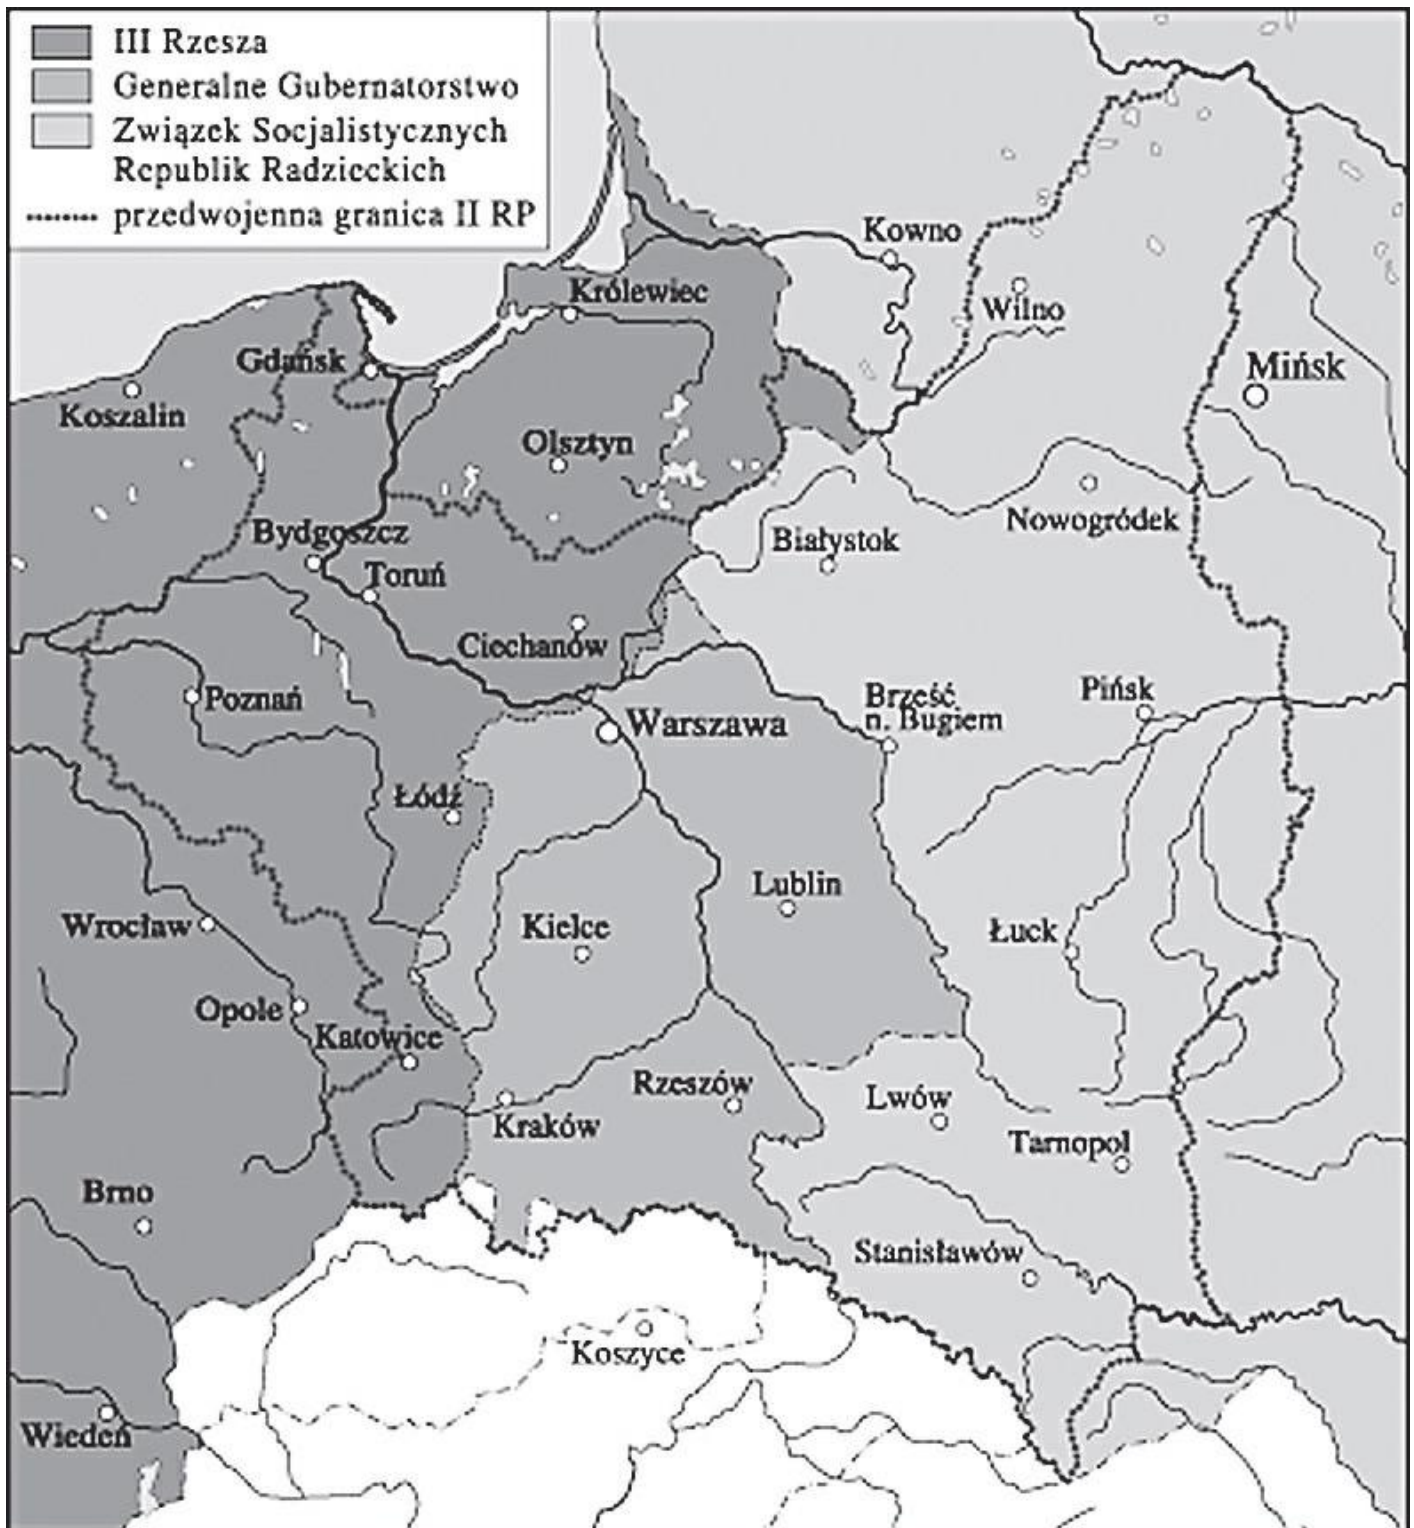 III Rzesza
Generalne Gubernatorstwo
Związek Socjalistycznych
Republik Radzieckich
przedwojenna granica II RP
Kowno
Królewiec
Wilno
Gdańsk
Mińsk
Koszalin
Olsztyn
Nowogródek
Bydgoszcz
Białystok
Toruń
Ciechanów
Poznań
Brześć
n. Bugiem
Pińsk
Warszawa
Łódź
Lublin
Wrocław
Kielce
Łuck
Opole
Katowice
Rzeszów
Lwów
Kraków
Tarnopol
Brno
Stanisławów
Koszyce
Wiedeń